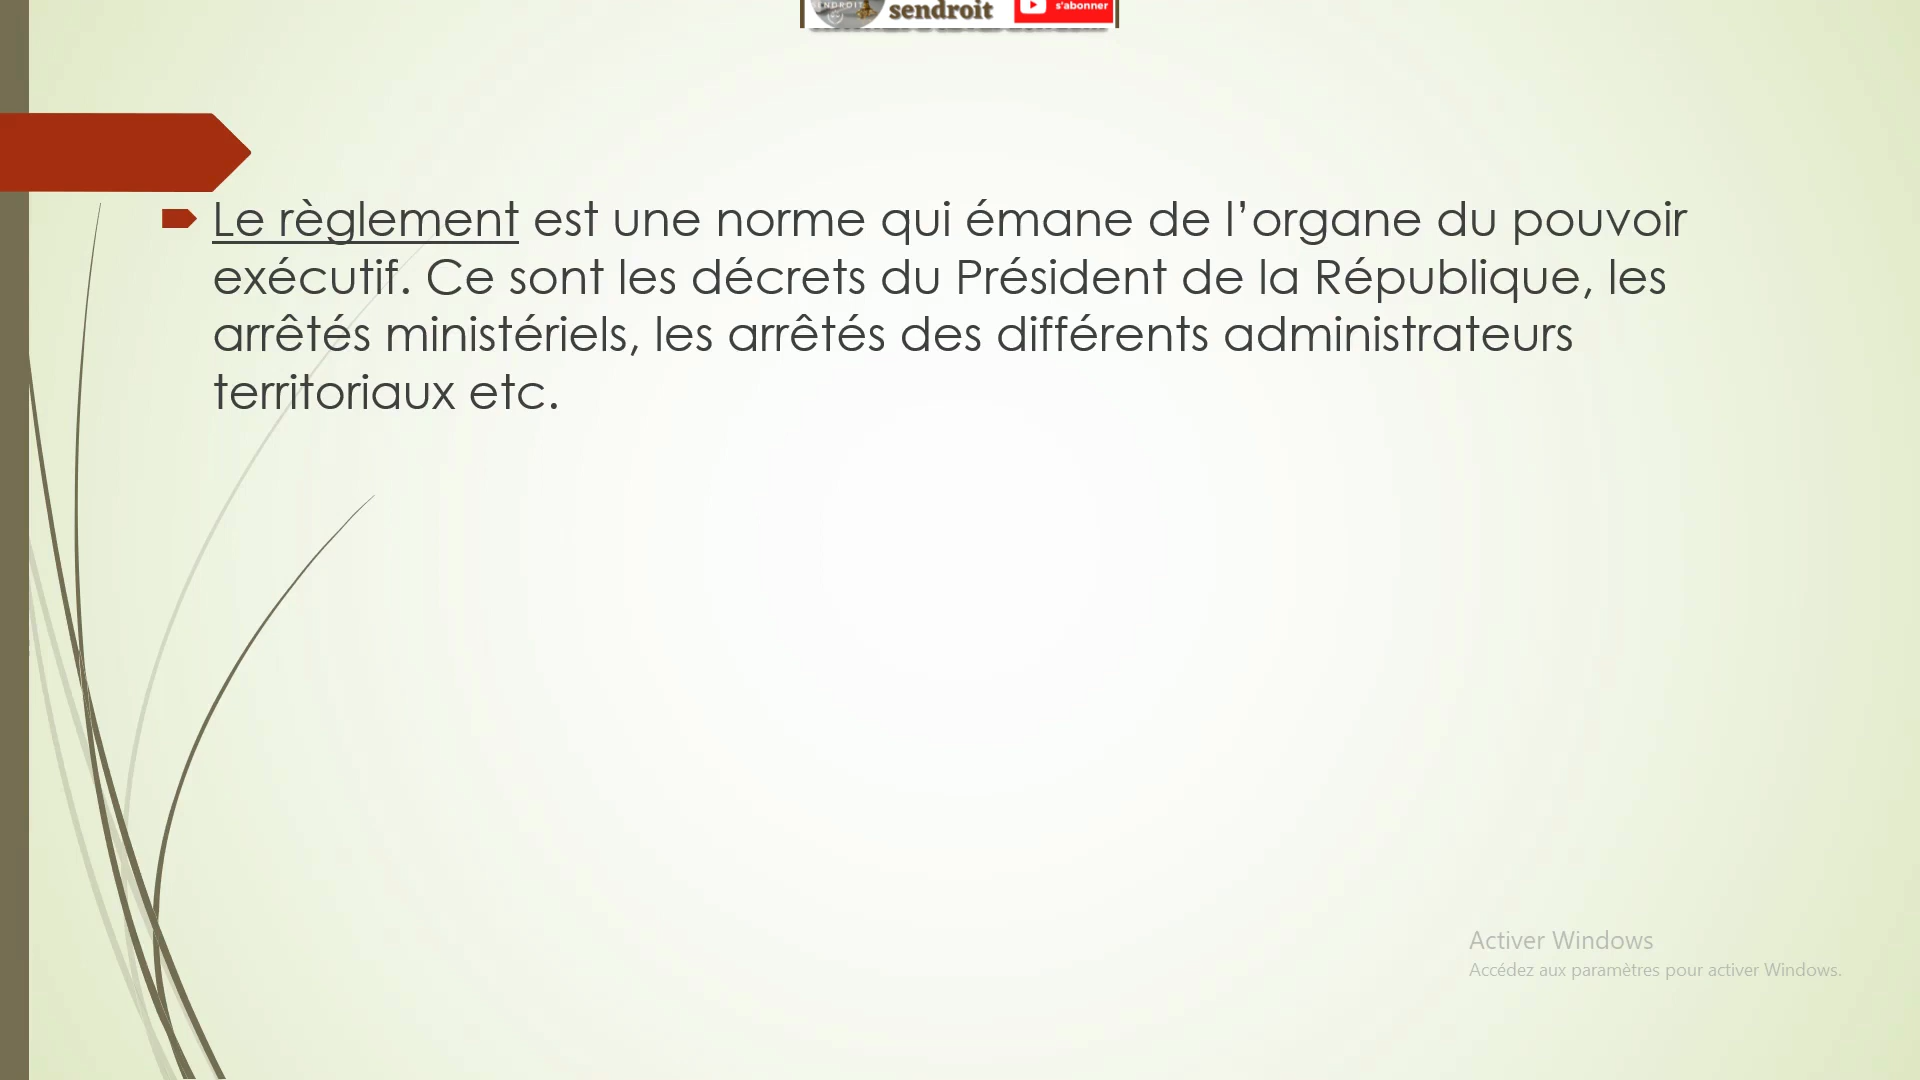 SENDROIT
sendroit
s'abonner
Le règlement est une norme qui émane de l’organe du pouvoir
exécutif. Ce sont les décrets du Président de la République, les
arrêtés ministériels, les arrêtés des différents administrateurs
territoriaux etc.
Activer Windows
Accédez aux paramètres pour activer Windows.